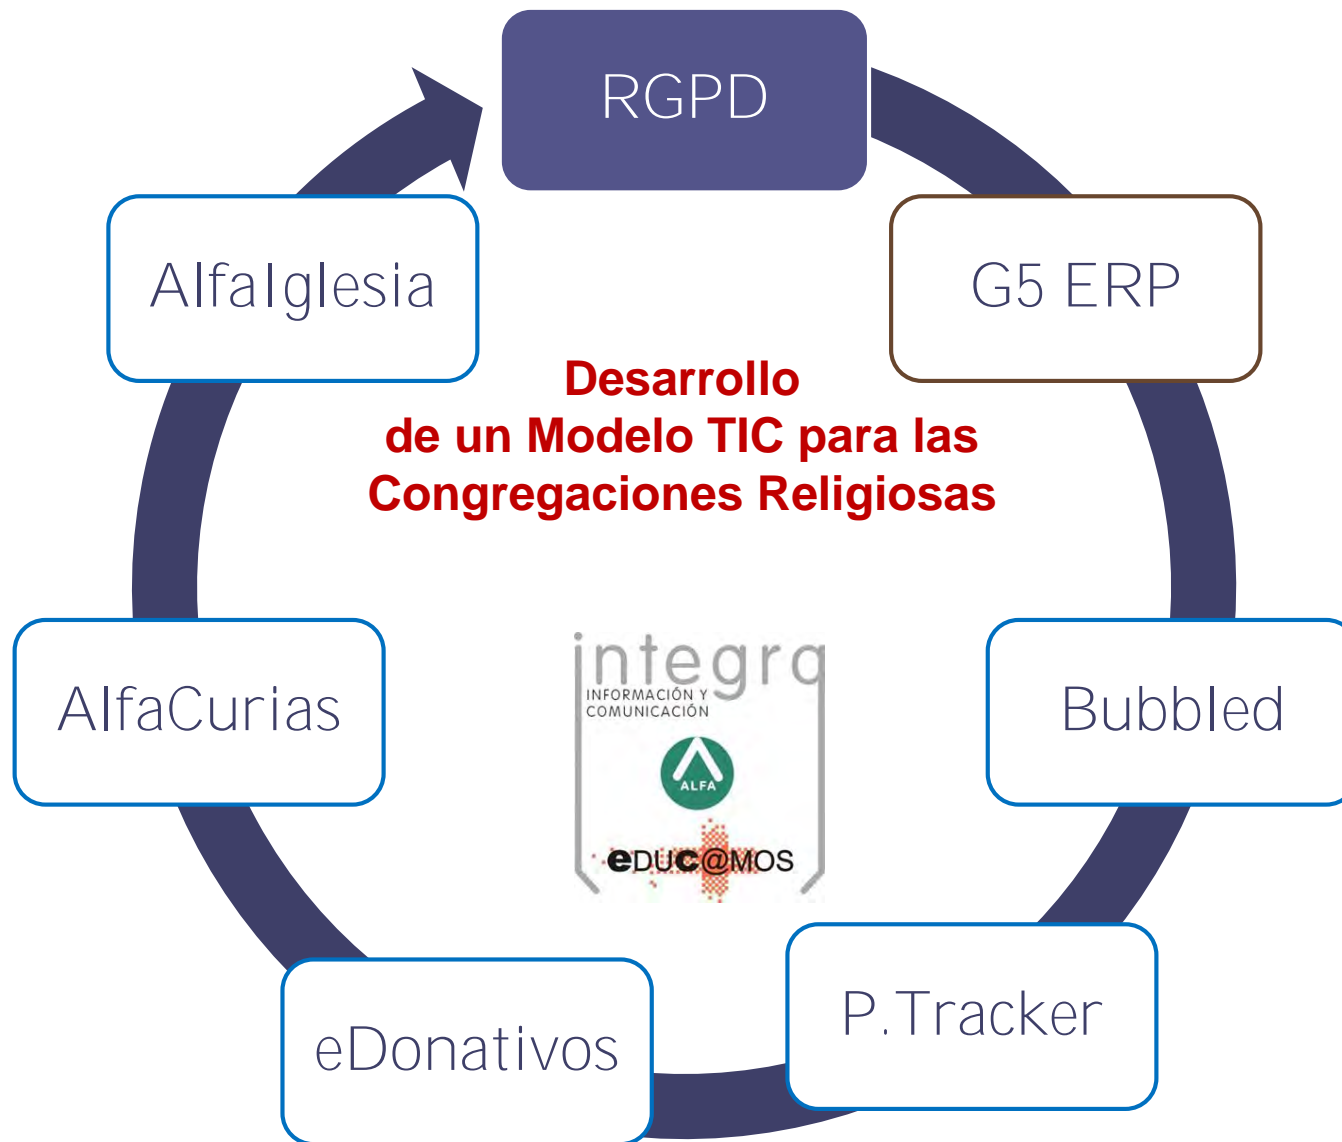 RGPD
AlfaIglesia
G5 ERP
Desarrollo
de un Modelo TIC para las
Congregaciones Religiosas
integra
INFORMACIÓN Y
COMUNICACIÓN
ALFA
eDUC@MOS
AlfaCurias
Bubbled
eDonativos
P.Tracker